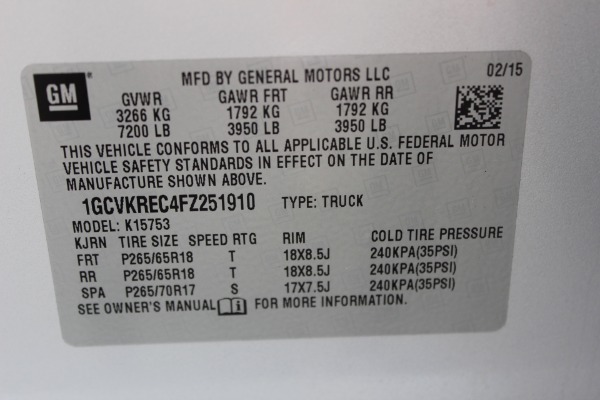 GM
MFD BY GENERAL MOTORS LLC 02/15
GVWR GAWR FRT GAWR RR
3266 KG 1792 KG 1792 KG
7200 LB 3950 LB 3950 LB
THIS VEHICLE CONFORMS TO ALL APPLICABLE U.S. FEDERAL MOTOR
VEHICLE SAFETY STANDARDS IN EFFECT ON THE DATE OF
MANUFACTURE SHOWN ABOVE.
1GCVKREC4FZ251910 TYPE: TRUCK
MODEL: K15753
KJRN TIRE SIZE SPEED RTG RIM COLD TIRE PRESSURE
FRT P265/65R18 T 18X8.5J 240KPA(35PSI)
RR P265/65R18 T 18X8.5J 240KPA(35PSI)
SPA P265/70R17 S 17X7.5J 240KPA(35PSI)
SEE OWNER'S MANUAL FOR MORE INFORMATION.